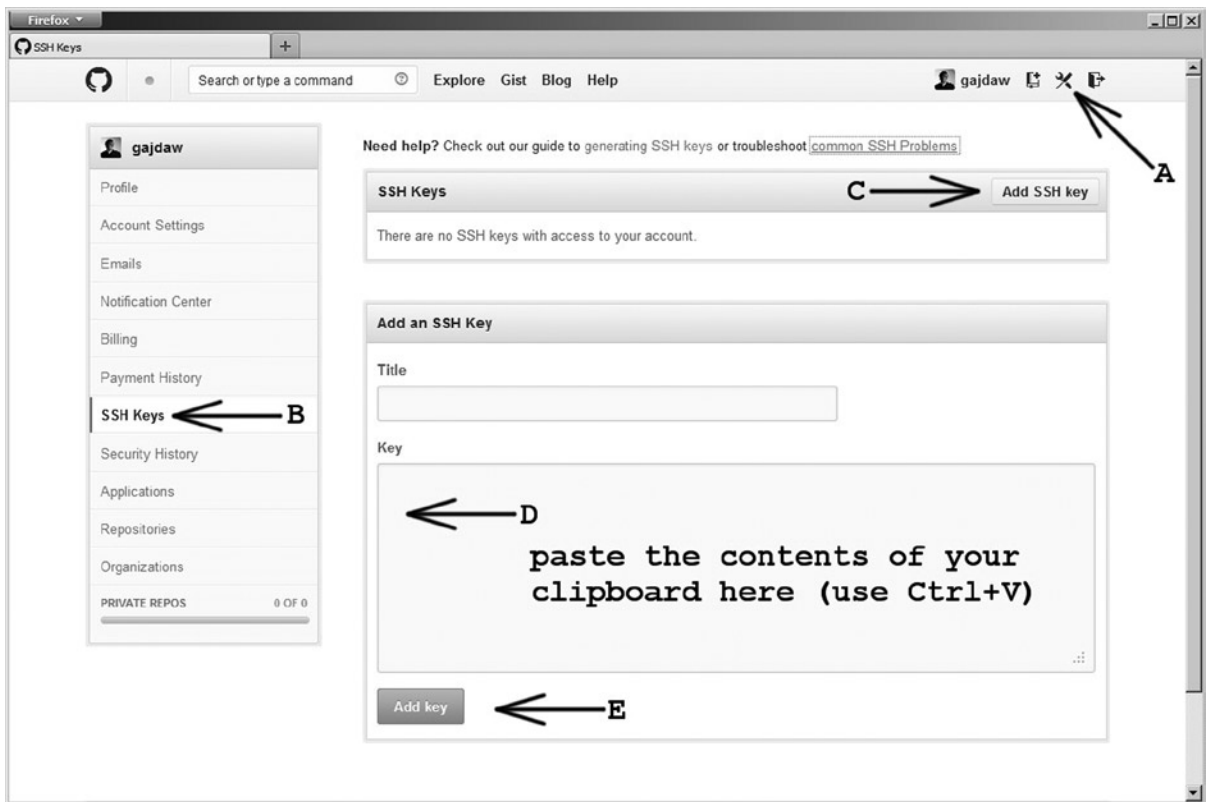 Firefox
SSH Keys
Search or type a command
Explore Gist Blog Help
gajdaw
A
gajdaw
Profile
Account Settings
Emails
Notification Center
Billing
Payment History
SSH Keys
B
Security History
Applications
Repositories
Organizations
PRIVATE REPOS 0 OF 0
Need help? Check out our guide to generating SSH keys or troubleshoot common SSH Problems
SSH Keys
C
Add SSH key
There are no SSH keys with access to your account.
Add an SSH Key
Title
Key
D
paste the contents of your
clipboard here (use Ctrl+V)
Add key
E